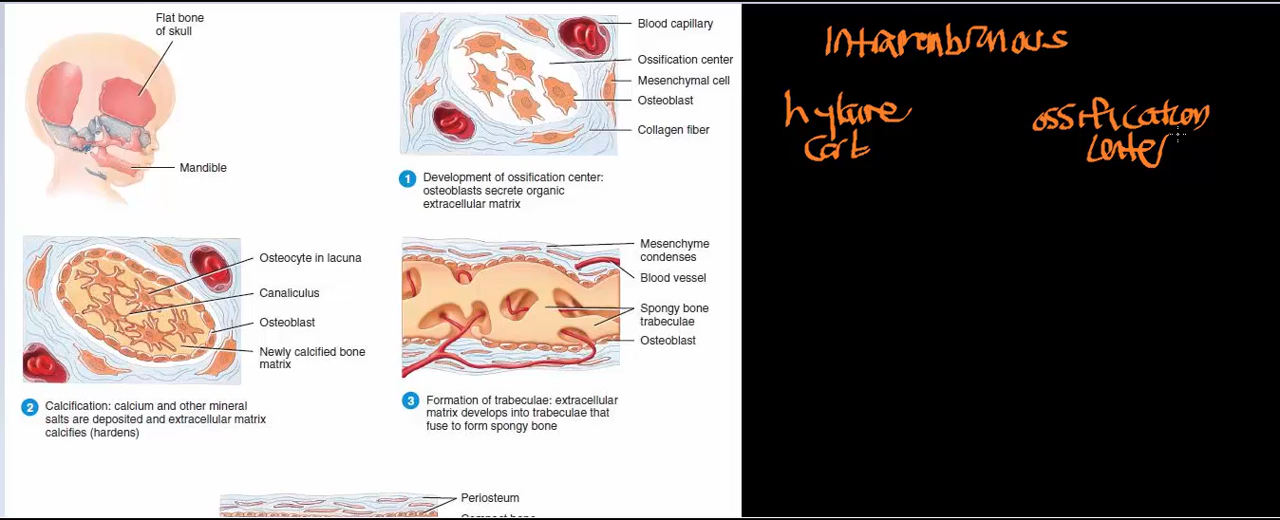 Flat bone
of skull
Mandible
Blood capillary
Ossification center
Mesenchymal cell
Osteoblast
Collagen fiber
1 Development of ossification center:
osteoblasts secrete organic
extracellular matrix
Osteocyte in lacuna
Canaliculus
Osteoblast
Newly calcified bone
matrix
2 Calcification: calcium and other mineral
salts are deposited and extracellular matrix
calcifies (hardens)
Mesenchyme
condenses
Blood vessel
Spongy bone
trabeculae
Osteoblast
3 Formation of trabeculae: extracellular
matrix develops into trabeculae that
fuse to form spongy bone
Periosteum
ossification
center